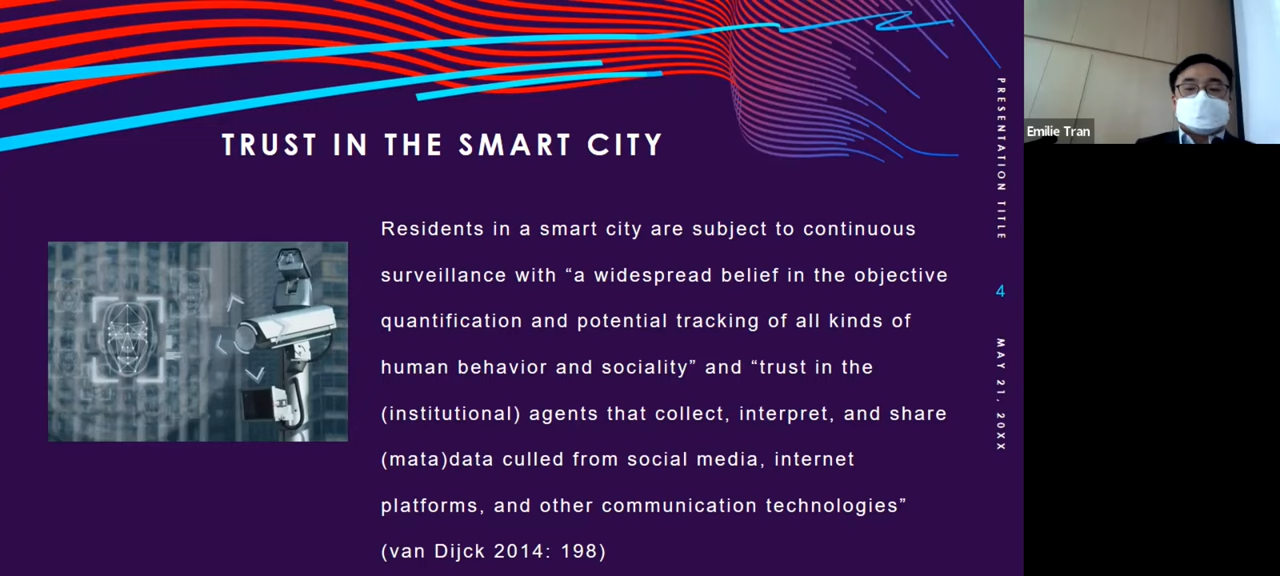 TRUST IN THE SMART CITY
Residents in a smart city are subject to continuous
surveillance with “a widespread belief in the objective
quantification and potential tracking of all kinds of
human behavior and sociality” and “trust in the
(institutional) agents that collect, interpret, and share
(mata)data culled from social media, internet
platforms, and other communication technologies”
(van Dijck 2014: 198)
PRESENTATION TITLE
4
MAY 21, 20XX
Emilie Tran